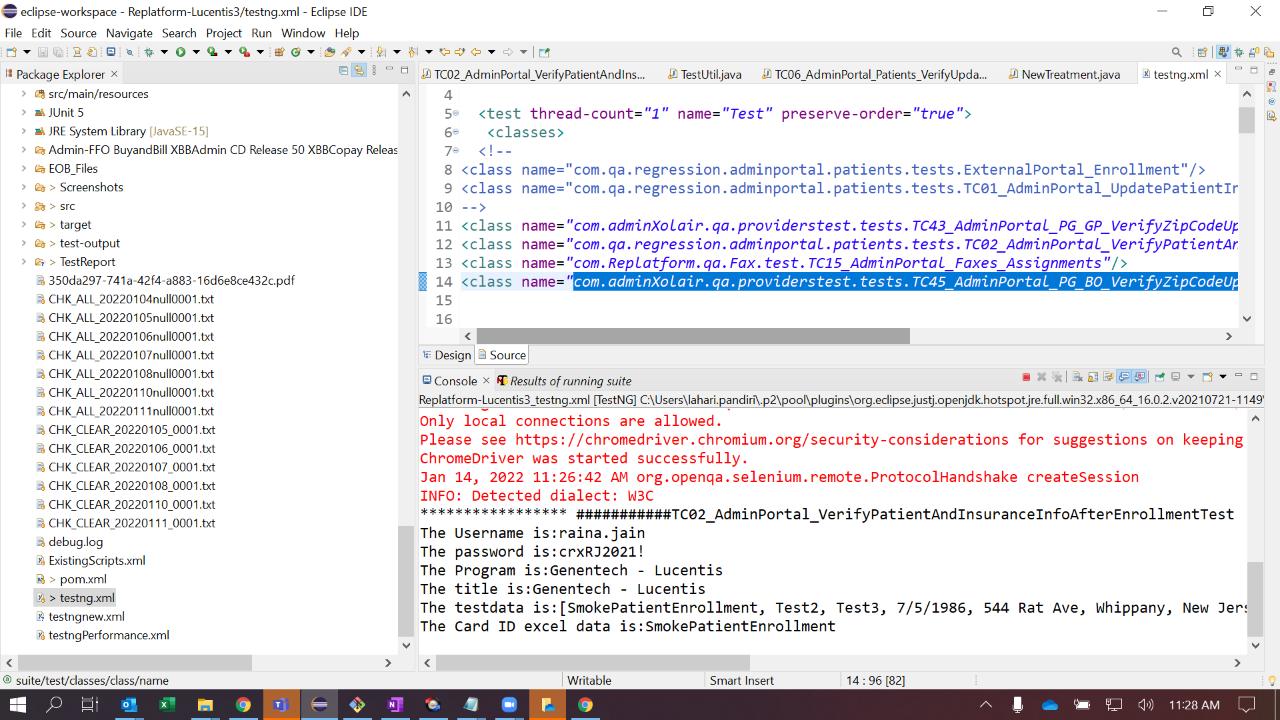 eclipse-workspace - Replatform-Lucentis3/testng.xml - Eclipse IDE
File Edit Source Navigate Search Project Run Window Help
Package Explorer
src/main/resources
JUnit 5
JRE System Library [JavaSE-15]
Admin-FFO BuyandBill XBBAdmin CD Release 50 XBBCopay Releas
EOB_Files
> Screenshots
> src
> target
> test-output
> TestReport
350da297-741a-42f4-a883-16d6e8ce432c.pdf
CHK_ALL_20220104null0001.txt
CHK_ALL_20220105null0001.txt
CHK_ALL_20220106null0001.txt
CHK_ALL_20220107null0001.txt
CHK_ALL_20220108null0001.txt
CHK_ALL_20220110null0001.txt
CHK_ALL_20220111null0001.txt
CHK_CLEAR_20220105_0001.txt
CHK_CLEAR_20220106_0001.txt
CHK_CLEAR_20220107_0001.txt
CHK_CLEAR_20220108_0001.txt
CHK_CLEAR_20220110_0001.txt
CHK_CLEAR_20220111_0001.txt
debug.log
ExistingScripts.xml
> pom.xml
> testng.xml
testngnew.xml
testngPerformance.xml
TC02_AdminPortal_VerifyPatientAndIns... TestUtil.java TC06_AdminPortal_Patients_VerifyUpda... NewTreatment.java testng.xml
4
5 <test thread-count="1" name="Test" preserve-order="true">
6 <classes>
7 <!--
8 <class name="com.qa.regression.adminportal.patients.tests.ExternalPortal_Enrollment"/>
9 <class name="com.qa.regression.adminportal.patients.tests.TC01_AdminPortal_UpdatePatientIn
10 -->
11 <class name="com.adminXolair.qa.providerstest.tests.TC43_AdminPortal_PG_GP_VerifyZipCodeUp
12 <class name="com.qa.regression.adminportal.patients.tests.TC02_AdminPortal_VerifyPatientAn
13 <class name="com.Replatform.qa.Fax.test.TC15_AdminPortal_Faxes_Assignments"/>
14 <class name="com.adminXolair.qa.providerstest.tests.TC45_AdminPortal_PG_BO_VerifyZipCodeUp
15
16
Design Source
Console Results of running suite
Replatform-Lucentis3_testng.xml [TestNG] C:\Users\lahari.pandiri\.p2\pool\plugins\org.eclipse.justj.openjdk.hotspot.jre.full.win32.x86_64_16.0.2.v20210721-1149
Only local connections are allowed.
Please see https://chromedriver.chromium.org/security-considerations for suggestions on keeping
ChromeDriver was started successfully.
Jan 14, 2022 11:26:42 AM org.openqa.selenium.remote.ProtocolHandshake createSession
INFO: Detected dialect: W3C
***************** ###########TC02_AdminPortal_VerifyPatientAndInsuranceInfoAfterEnrollmentTest
The Username is:raina.jain
The password is:crxRJ2021!
The Program is:Genentech - Lucentis
The title is:Genentech - Lucentis
The testdata is:[SmokePatientEnrollment, Test2, Test3, 7/5/1986, 544 Rat Ave, Whippany, New Jers
The Card ID excel data is:SmokePatientEnrollment
suite/test/classes/class/name Writable Smart Insert 14 : 96 [82]
11:28 AM